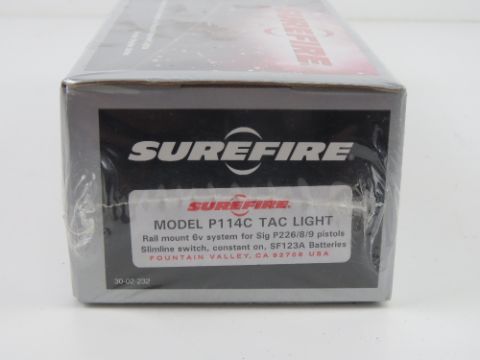 SUREFIRE
SUREFIRE
SUREFIRE
MODEL P114C TAC LIGHT
Rail mount 6v system for Sig P226/8/9 pistols
Slimline switch, constant on, SF123A Batteries
FOUNTAIN VALLEY, CA 92708 USA
30-02-232